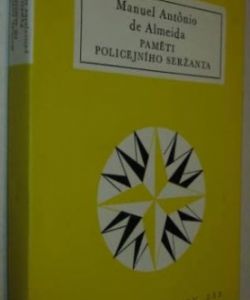 Manuel Antônio
de Almeida
PAMĚTI
POLICEJNÍHO SERŽANTA